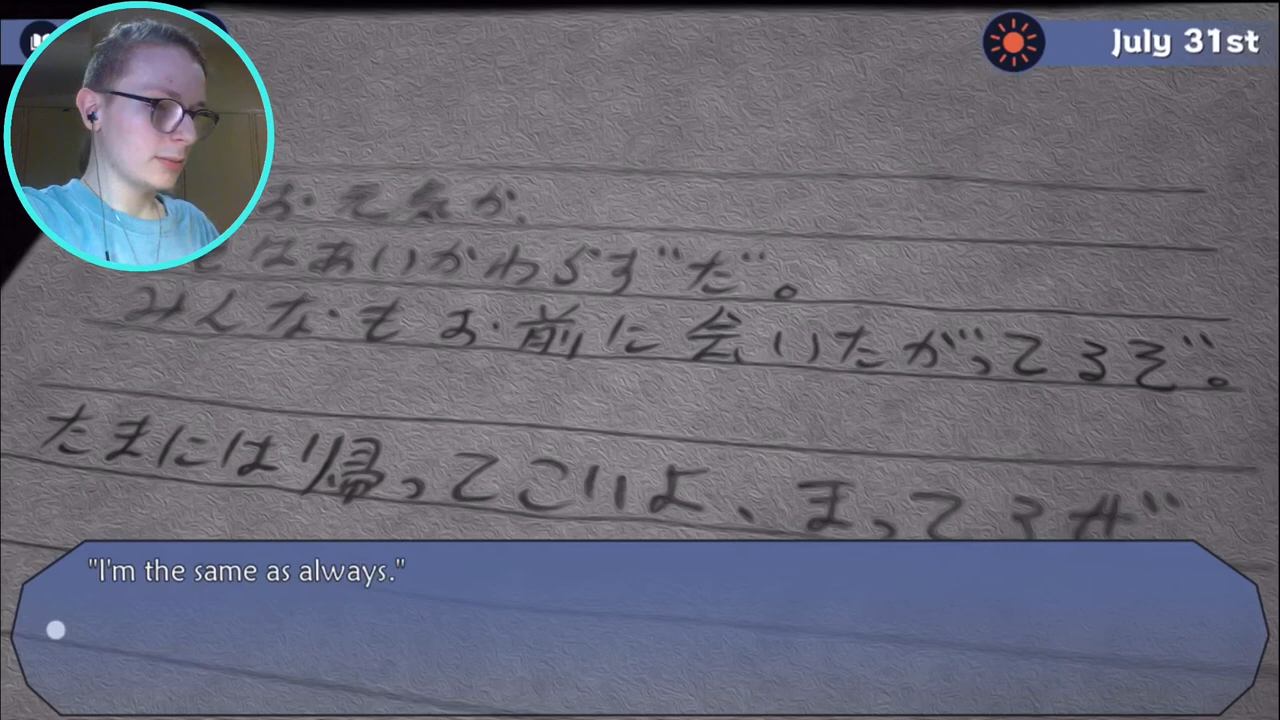 July 31st
お元気か、
はあいかわらずだ。
みんなもお前に会いたがってるぞ。
たまには帰ってこいよ、まってるぜ
"I'm the same as always."